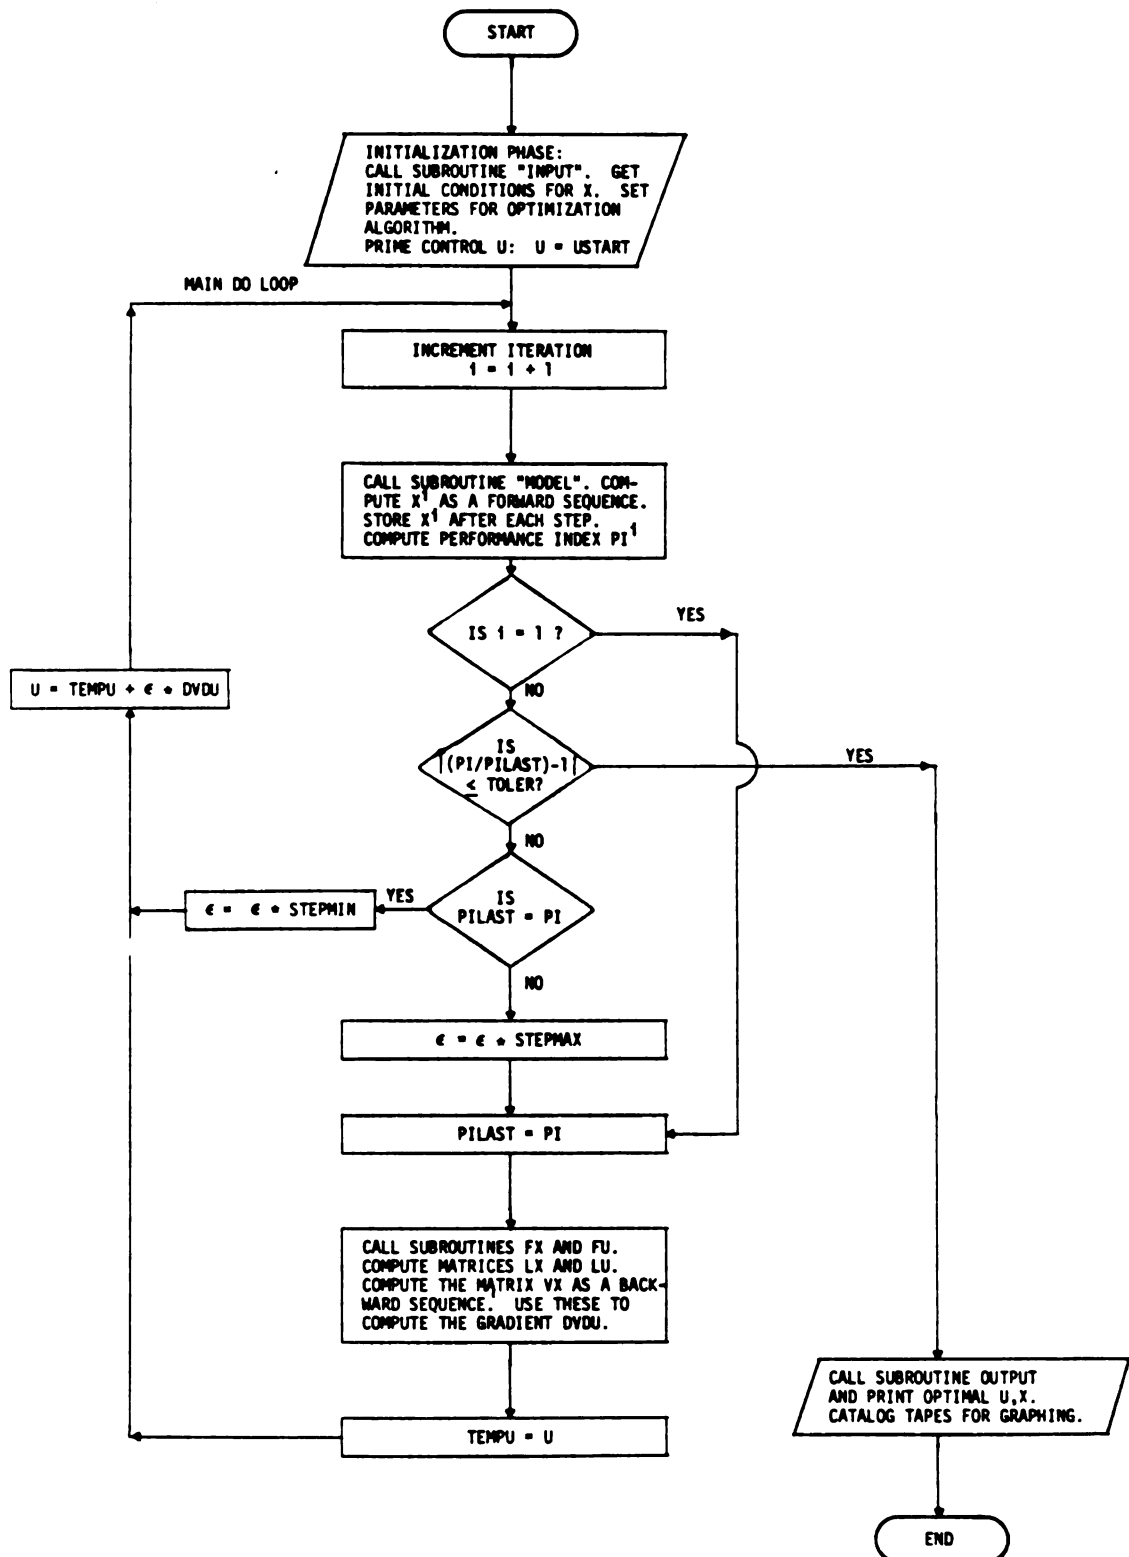 START
INITIALIZATION PHASE:
CALL SUBROUTINE "INPUT". GET
INITIAL CONDITIONS FOR X. SET
PARAMETERS FOR OPTIMIZATION
ALGORITHM.
PRIME CONTROL U: U = USTART
MAIN DO LOOP
INCREMENT ITERATION
i = i + 1
CALL SUBROUTINE "MODEL". COM-
PUTE X^i AS A FORWARD SEQUENCE.
STORE X^i AFTER EACH STEP.
COMPUTE PERFORMANCE INDEX PI^i
IS i = 1 ?
YES
NO
U = TEMPU + ϵ * DVDU
IS
|(PI/PILAST)-1|
≤ TOLER?
YES
NO
IS
PILAST = PI
YES
ϵ = ϵ * STEPMIN
NO
ϵ = ϵ * STEPMAX
PILAST = PI
CALL SUBROUTINES FX AND FU.
COMPUTE MATRICES LX AND LU.
COMPUTE THE MATRIX VX AS A BACK-
WARD SEQUENCE. USE THESE TO
COMPUTE THE GRADIENT DVDU.
TEMPU = U
CALL SUBROUTINE OUTPUT
AND PRINT OPTIMAL U,X.
CATALOG TAPES FOR GRAPHING.
END